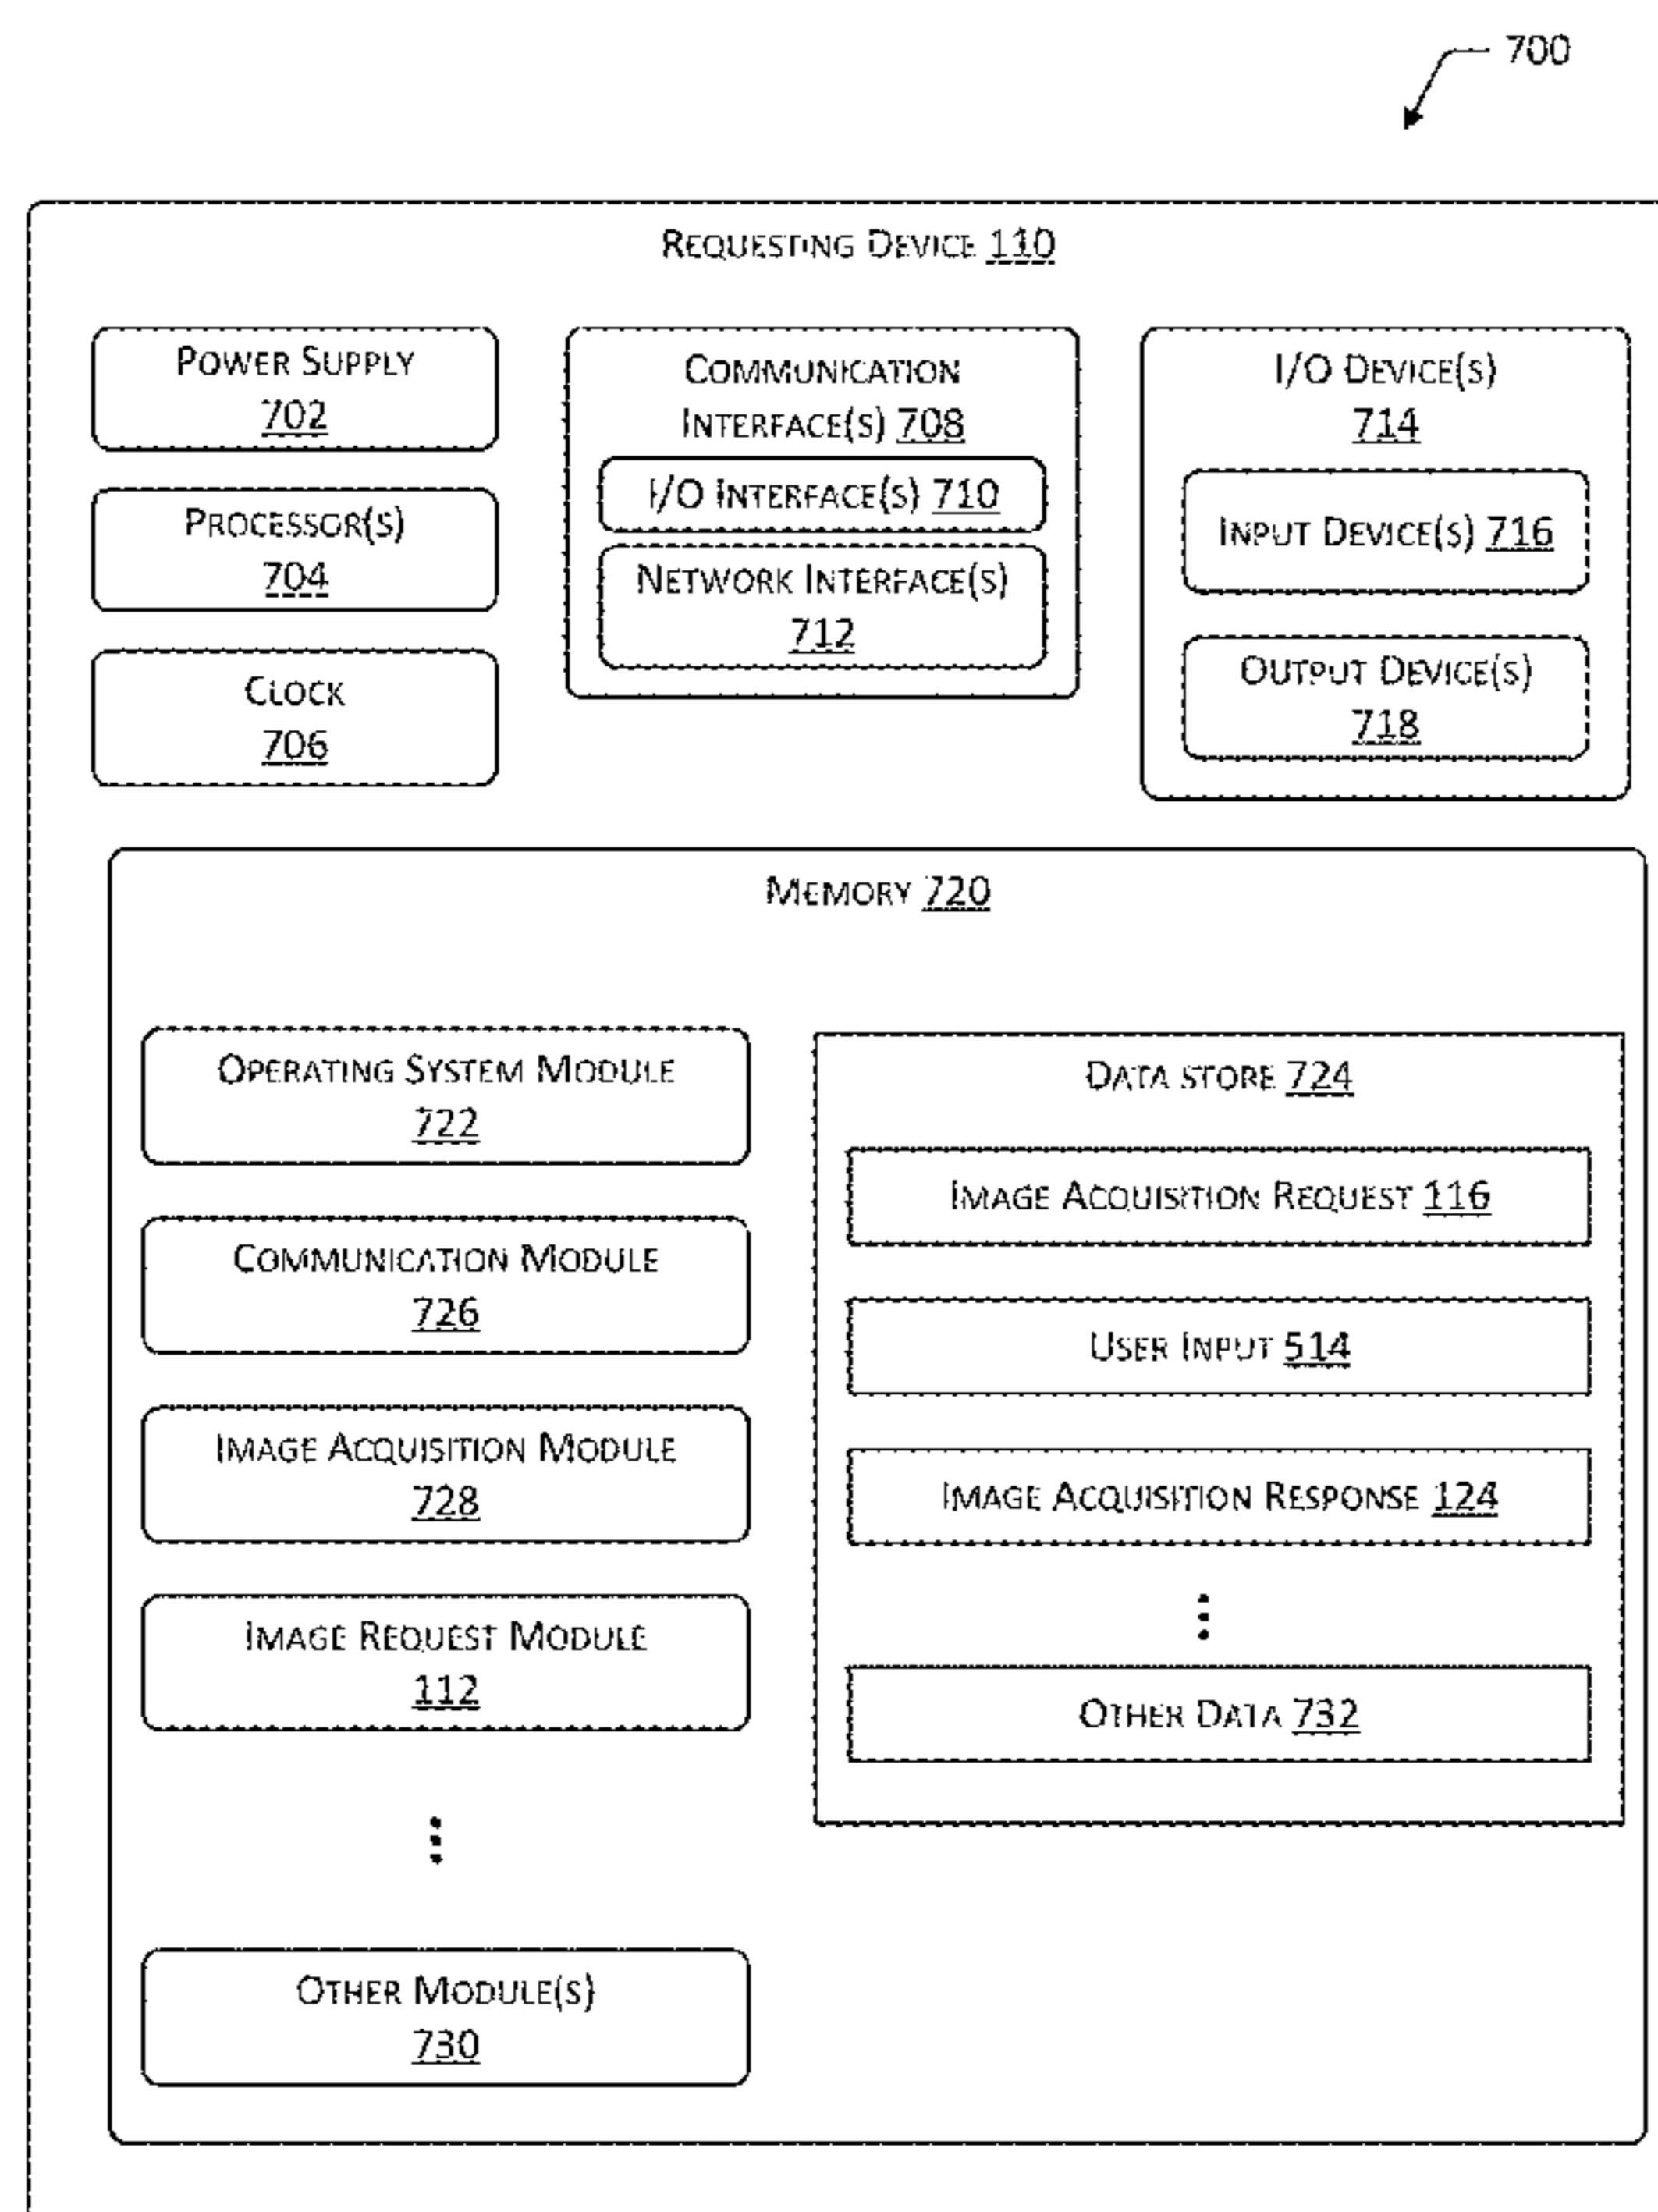 700
REQUESTING DEVICE 110
POWER SUPPLY
702
PROCESSOR(S)
704
CLOCK
706
COMMUNICATION
INTERFACE(S) 708
I/O INTERFACE(S) 710
NETWORK INTERFACE(S)
712
I/O DEVICE(S)
714
INPUT DEVICE(S) 716
OUTPUT DEVICE(S)
718
MEMORY 720
OPERATING SYSTEM MODULE
722
COMMUNICATION MODULE
726
IMAGE ACQUISITION MODULE
728
IMAGE REQUEST MODULE
112
OTHER MODULE(S)
730
DATA STORE 724
IMAGE ACQUISITION REQUEST 116
USER INPUT 514
IMAGE ACQUISITION RESPONSE 124
OTHER DATA 732